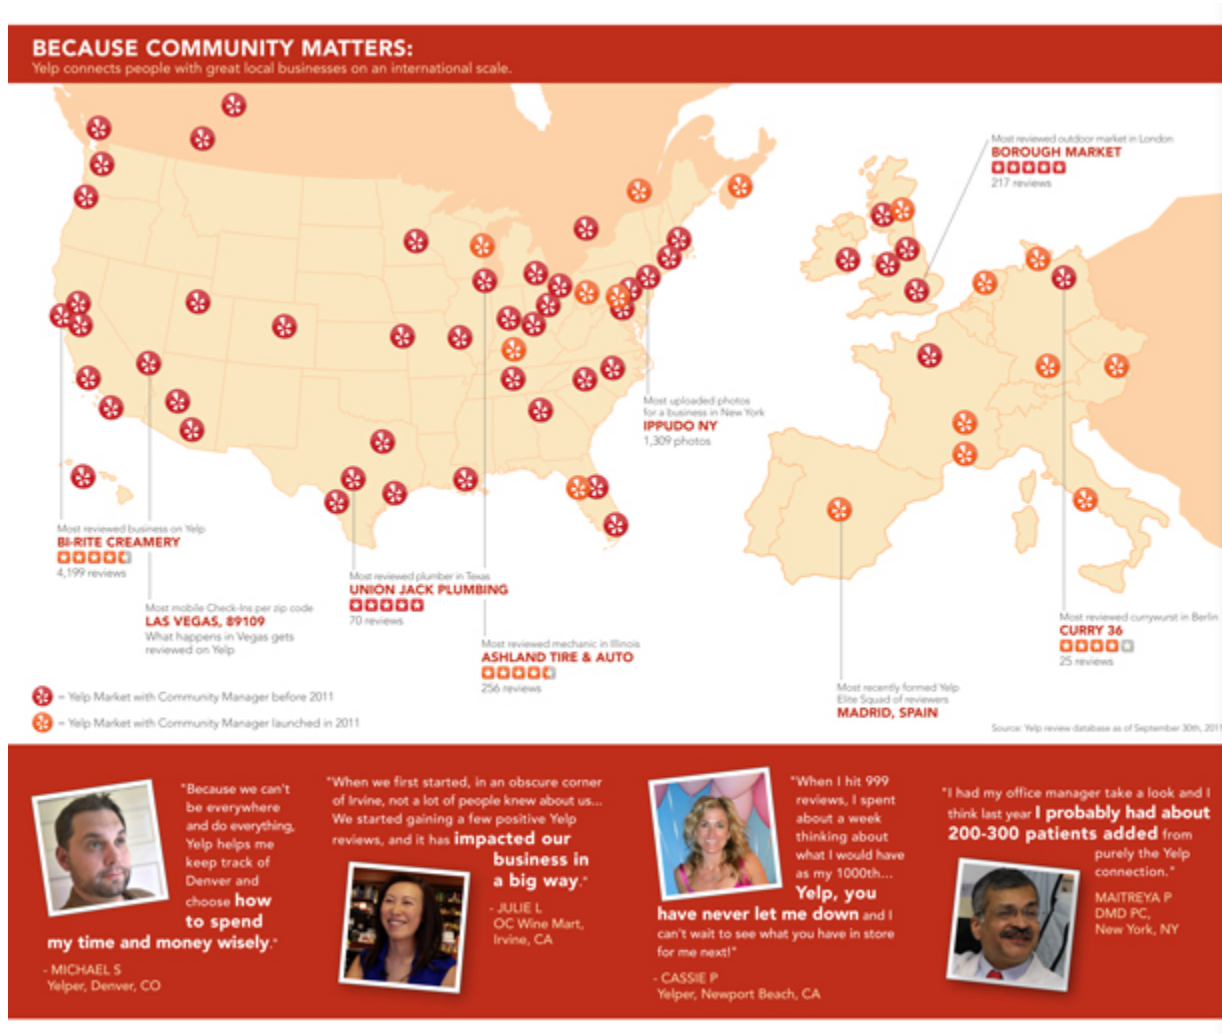 BECAUSE COMMUNITY MATTERS:
Yelp connects people with great local businesses on an international scale.
Most reviewed outdoor market in London
BOROUGH MARKET
217 reviews
Most uploaded photos
for a business in New York
IPPUDO NY
1,309 photos
Most reviewed business on Yelp
BI-RITE CREAMERY
4,199 reviews
Most mobile Check-Ins per zip code
LAS VEGAS, 89109
What happens in Vegas gets
reviewed on Yelp
Most reviewed plumber in Texas
UNION JACK PLUMBING
70 reviews
Most reviewed mechanic in Illinois
ASHLAND TIRE & AUTO
256 reviews
Most reviewed currywurst in Berlin
CURRY 36
25 reviews
Most recently formed Yelp
Elite Squad of reviewers
MADRID, SPAIN
= Yelp Market with Community Manager before 2011
= Yelp Market with Community Manager launched in 2011
Source: Yelp review database as of September 30th, 2011
"Because we can't
be everywhere
and do everything,
Yelp helps me
keep track of
Denver and
choose how
to spend
my time and money wisely."
- MICHAEL S
Yelper, Denver, CO
"When we first started, in an obscure corner
of Irvine, not a lot of people knew about us...
We started gaining a few positive Yelp
reviews, and it has impacted our
business in
a big way."
- JULIE L
OC Wine Mart,
Irvine, CA
"When I hit 999
reviews, I spent
about a week
thinking about
what I would have
as my 1000th...
Yelp, you
have never let me down and I
can't wait to see what you have in store
for me next!"
- CASSIE P
Yelper, Newport Beach, CA
"I had my office manager take a look and I
think last year I probably had about
200-300 patients added from
purely the Yelp
connection."
MAITREYA P
DMD PC,
New York, NY